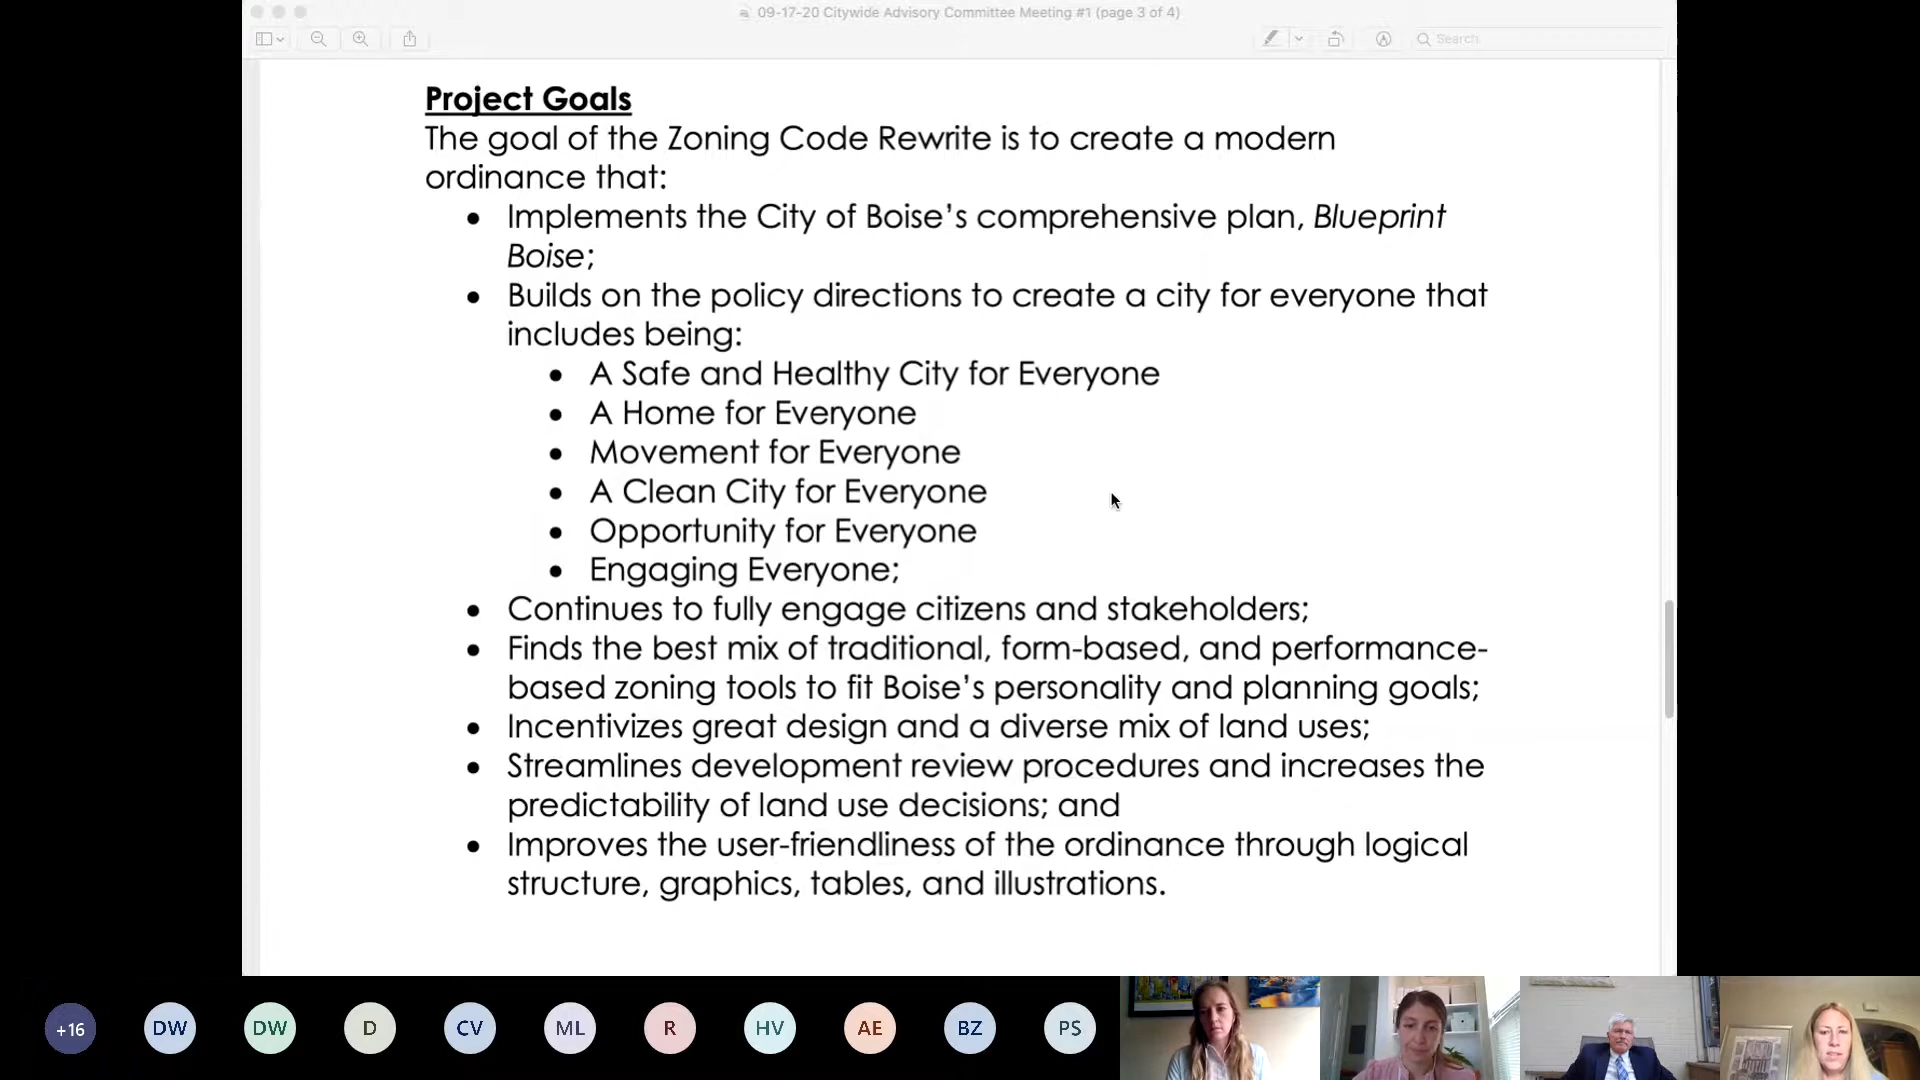 09-17-20 Citywide Advisory Committee Meeting #1 (page 3 of 4)
Search
Project Goals
The goal of the Zoning Code Rewrite is to create a modern
ordinance that:
• Implements the City of Boise’s comprehensive plan, Blueprint
Boise;
• Builds on the policy directions to create a city for everyone that
includes being:
• A Safe and Healthy City for Everyone
• A Home for Everyone
• Movement for Everyone
• A Clean City for Everyone
• Opportunity for Everyone
• Engaging Everyone;
• Continues to fully engage citizens and stakeholders;
• Finds the best mix of traditional, form-based, and performance-
based zoning tools to fit Boise’s personality and planning goals;
• Incentivizes great design and a diverse mix of land uses;
• Streamlines development review procedures and increases the
predictability of land use decisions; and
• Improves the user-friendliness of the ordinance through logical
structure, graphics, tables, and illustrations.
+16 DW DW D CV ML R HV AE BZ PS